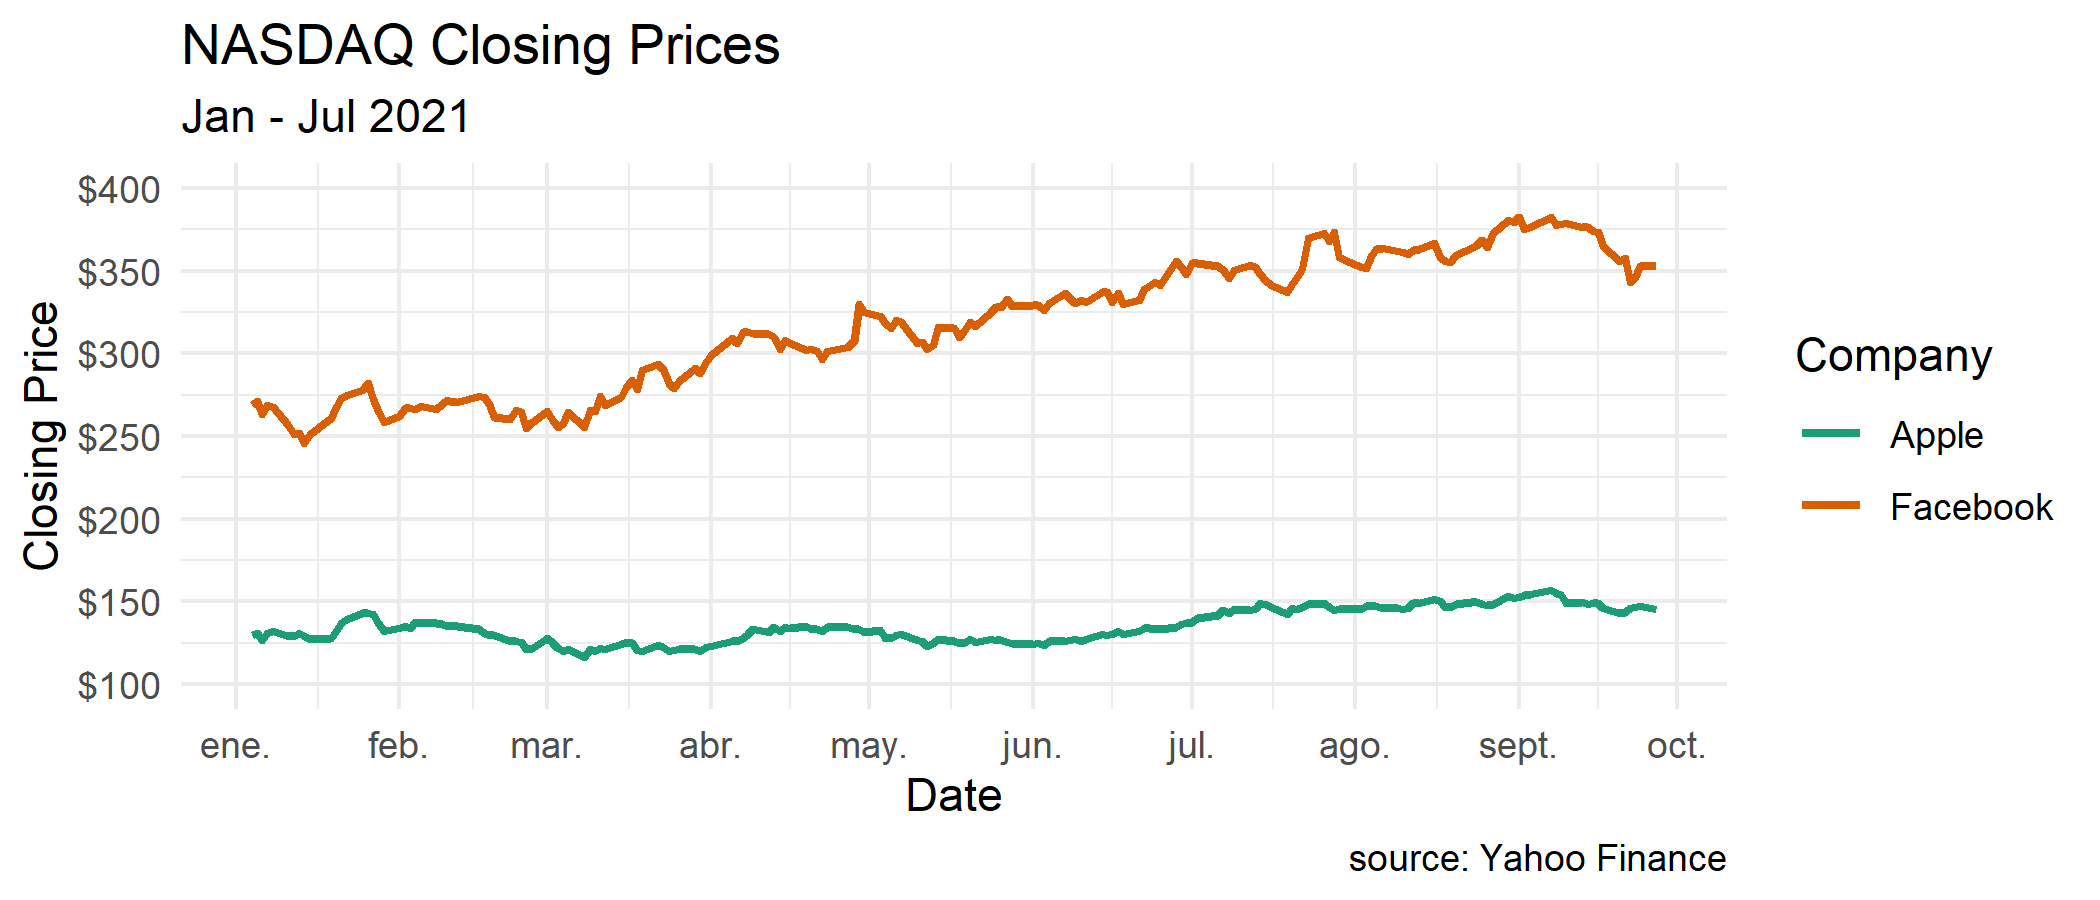 NASDAQ Closing Prices
Jan - Jul 2021
Closing Price
$400
$350
$300
$250
$200
$150
$100
ene. feb. mar. abr. may. jun. jul. ago. sept. oct.
Date
Company
Apple
Facebook
source: Yahoo Finance